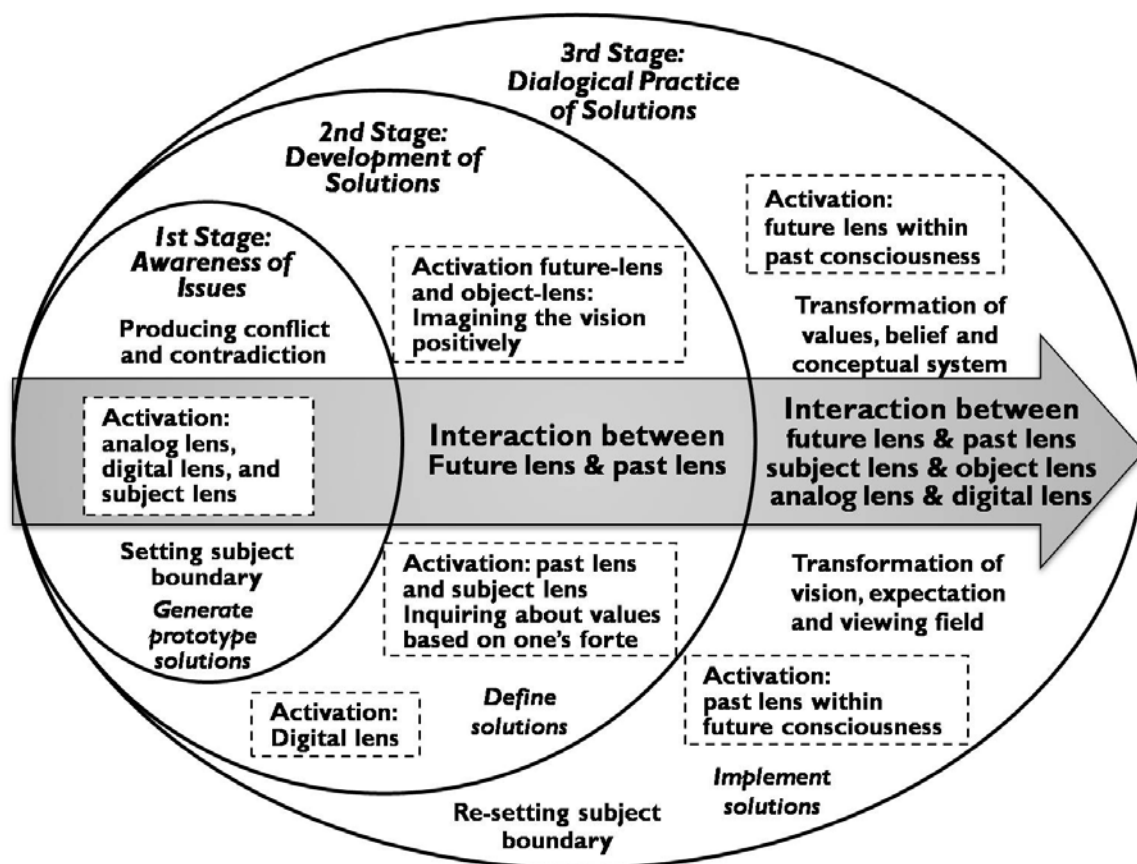 3rd Stage:
Dialogical Practice
of Solutions
2nd Stage:
Development of
Solutions
1st Stage:
Awareness of
Issues
Producing conflict
and contradiction
Activation:
analog lens,
digital lens, and
subject lens
Setting subject
boundary
Generate
prototype
solutions
Activation future-lens
and object-lens:
Imagining the vision
positively
Interaction between
Future lens & past lens
Activation: past lens
and subject lens
Inquiring about values
based on one's forte
Activation:
Digital lens
Define
solutions
Activation:
future lens within
past consciousness
Transformation of
values, belief and
conceptual system
Interaction between
future lens & past lens
subject lens & object lens
analog lens & digital lens
Transformation of
vision, expectation
and viewing field
Activation:
past lens within
future consciousness
Implement
solutions
Re-setting subject
boundary